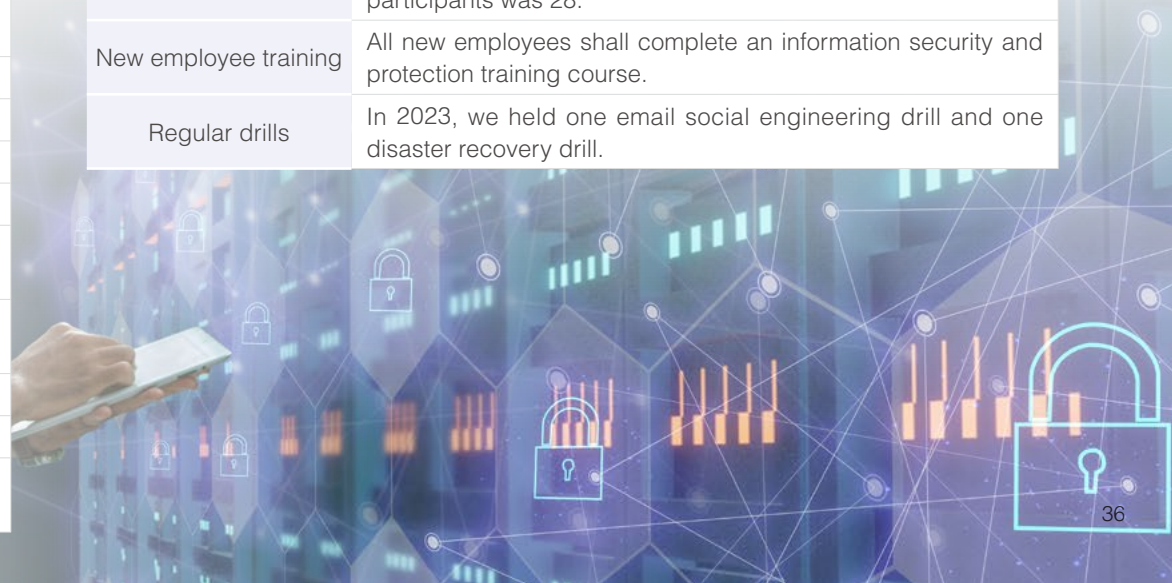 participants was 28.
New employee training
All new employees shall complete an information security and
protection training course.
Regular drills
In 2023, we held one email social engineering drill and one
disaster recovery drill.
36